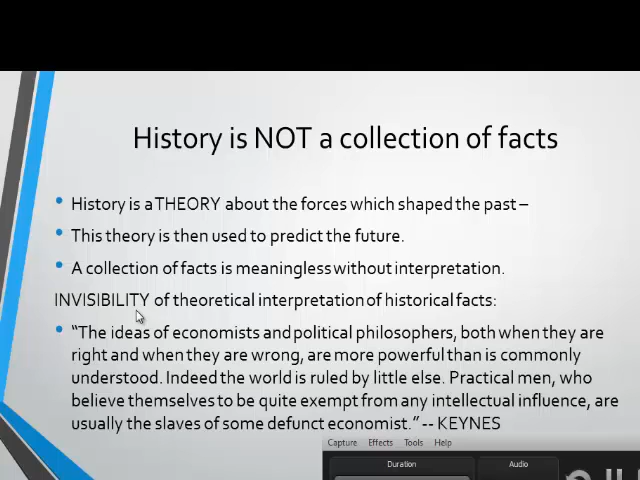 History is NOT a collection of facts
• History is a THEORY about the forces which shaped the past –
• This theory is then used to predict the future.
• A collection of facts is meaningless without interpretation.
INVISIBILITY of theoretical interpretation of historical facts:
• “The ideas of economists and political philosophers, both when they are
right and when they are wrong, are more powerful than is commonly
understood. Indeed the world is ruled by little else. Practical men, who
believe themselves to be quite exempt from any intellectual influence, are
usually the slaves of some defunct economist.” -- KEYNES
Capture Effects Tools Help
Duration Audio